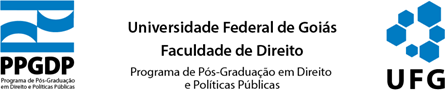 PPGDP
Programa de Pós-Graduação
em Direito e Políticas Públicas
Universidade Federal de Goiás
Faculdade de Direito
Programa de Pós-Graduação em Direito
e Políticas Públicas
UFG